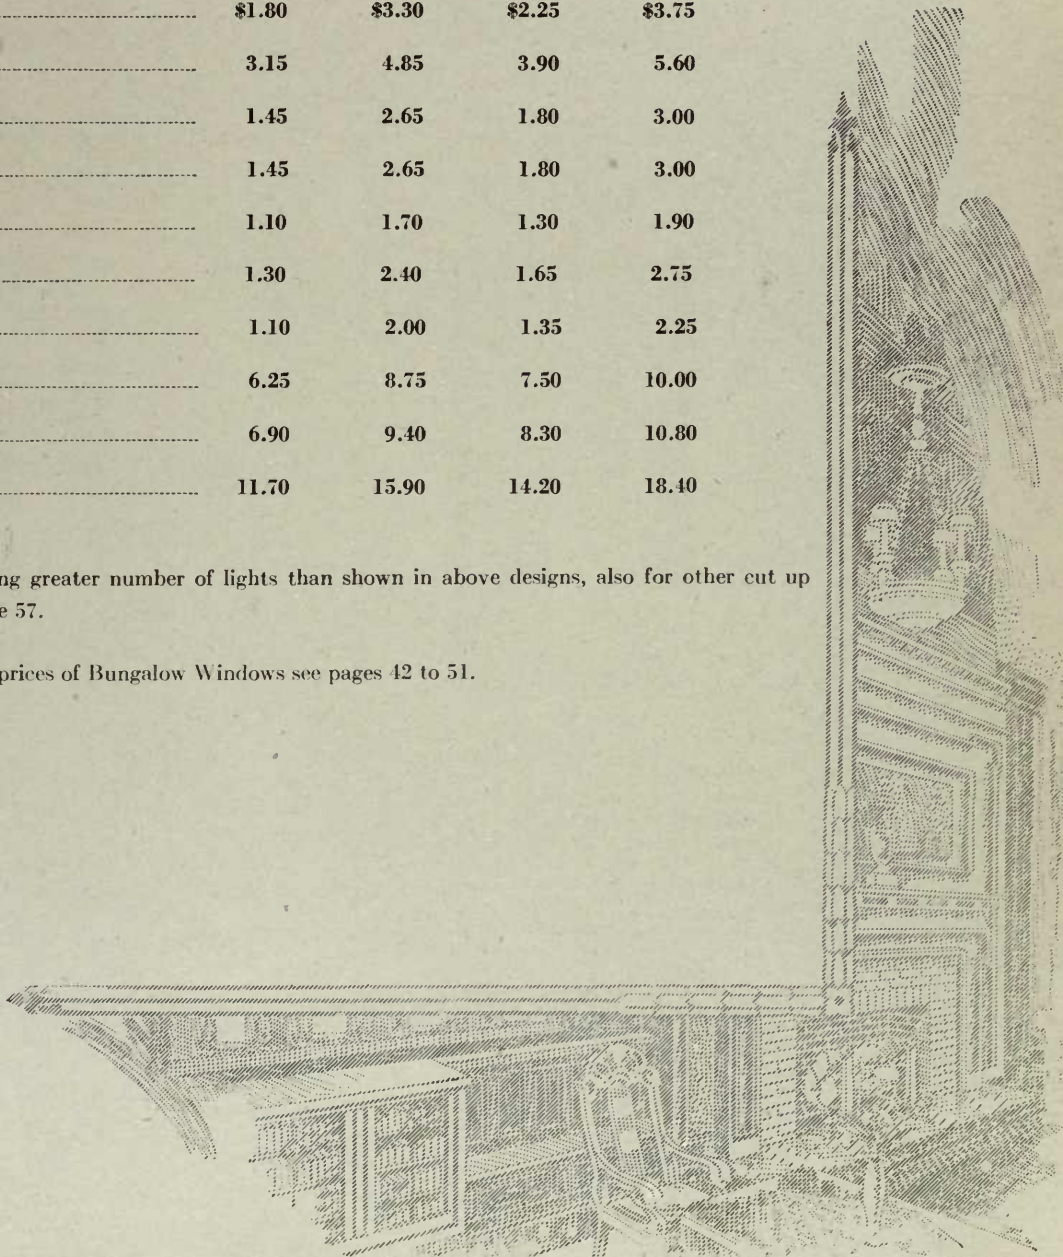 $1.80 $3.30 $2.25 $3.75
3.15 4.85 3.90 5.60
1.45 2.65 1.80 3.00
1.45 2.65 1.80 3.00
1.10 1.70 1.30 1.90
1.30 2.40 1.65 2.75
1.10 2.00 1.35 2.25
6.25 8.75 7.50 10.00
6.90 9.40 8.30 10.80
11.70 15.90 14.20 18.40
ng greater number of lights than shown in above designs, also for other cut up
e 57.
prices of Bungalow Windows see pages 42 to 51.